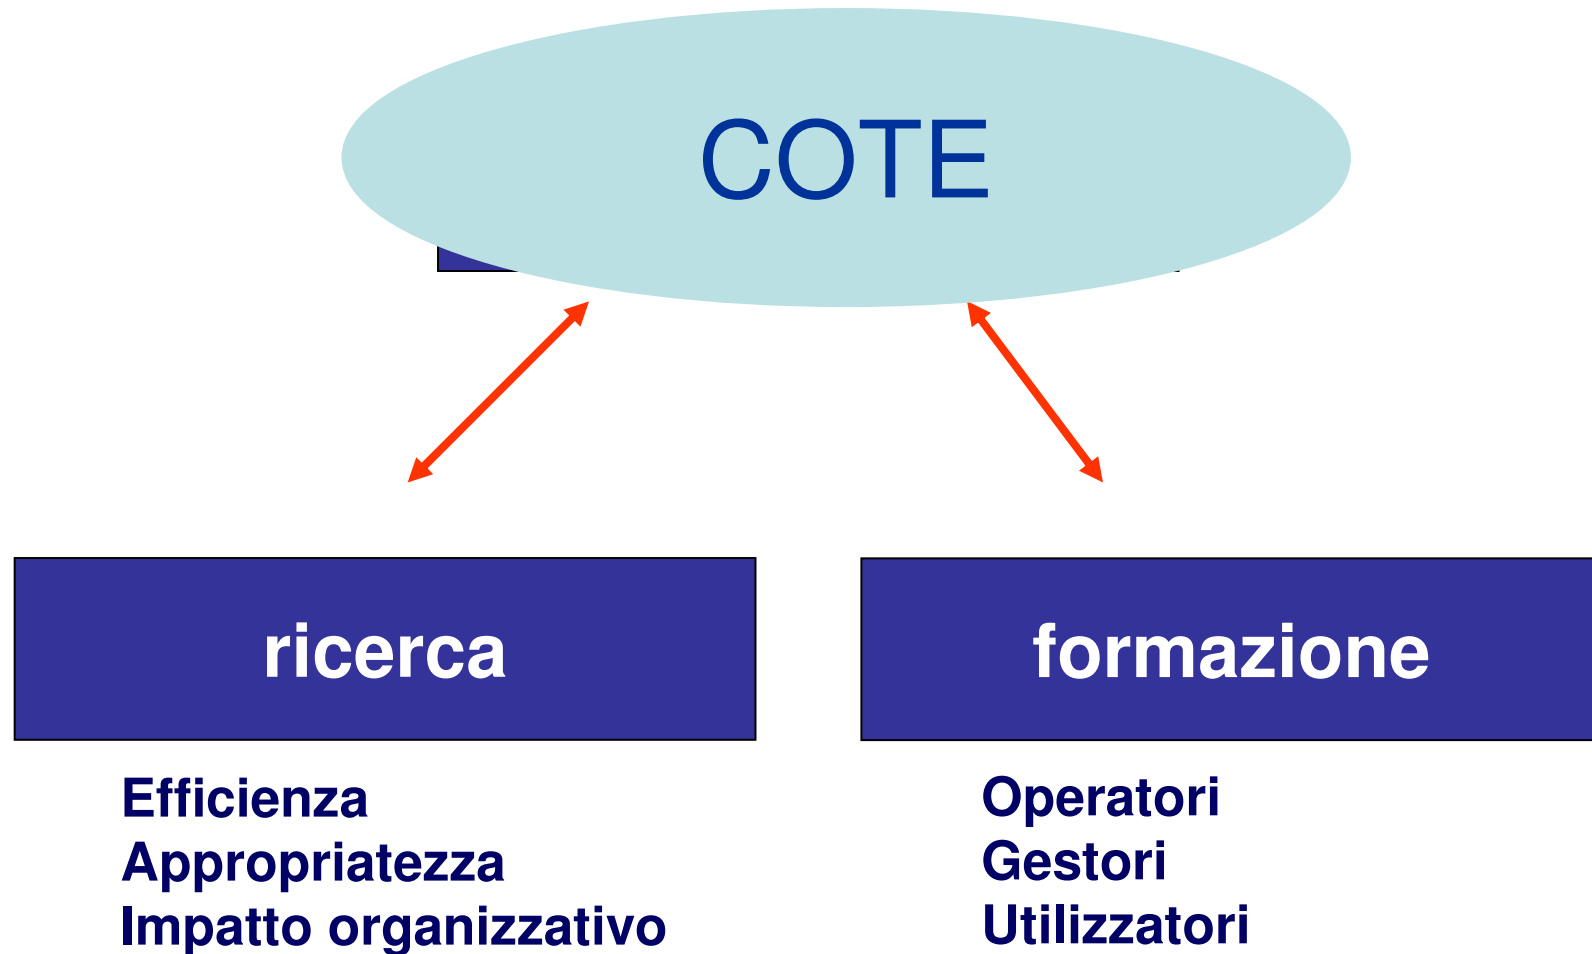 COTE
ricerca
formazione
Efficienza
Appropriatezza
Impatto organizzativo
Operatori
Gestori
Utilizzatori